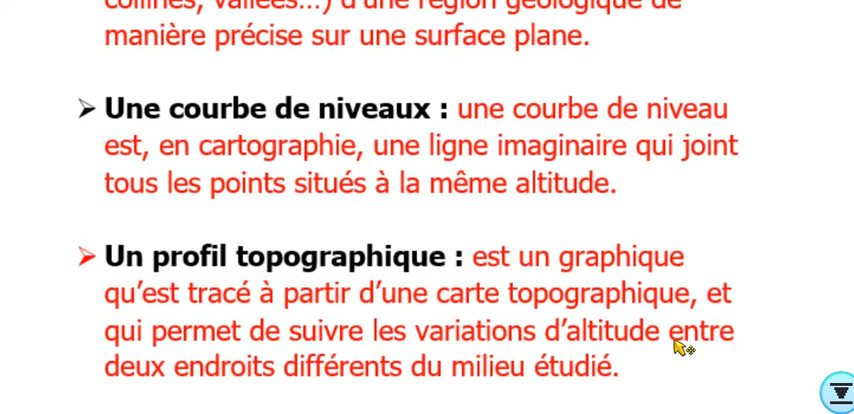 collines, vallées...) d'une région géologique de
manière précise sur une surface plane.
➢ Une courbe de niveaux : une courbe de niveau
est, en cartographie, une ligne imaginaire qui joint
tous les points situés à la même altitude.
➢ Un profil topographique : est un graphique
qu'est tracé à partir d'une carte topographique, et
qui permet de suivre les variations d'altitude entre
deux endroits différents du milieu étudié.